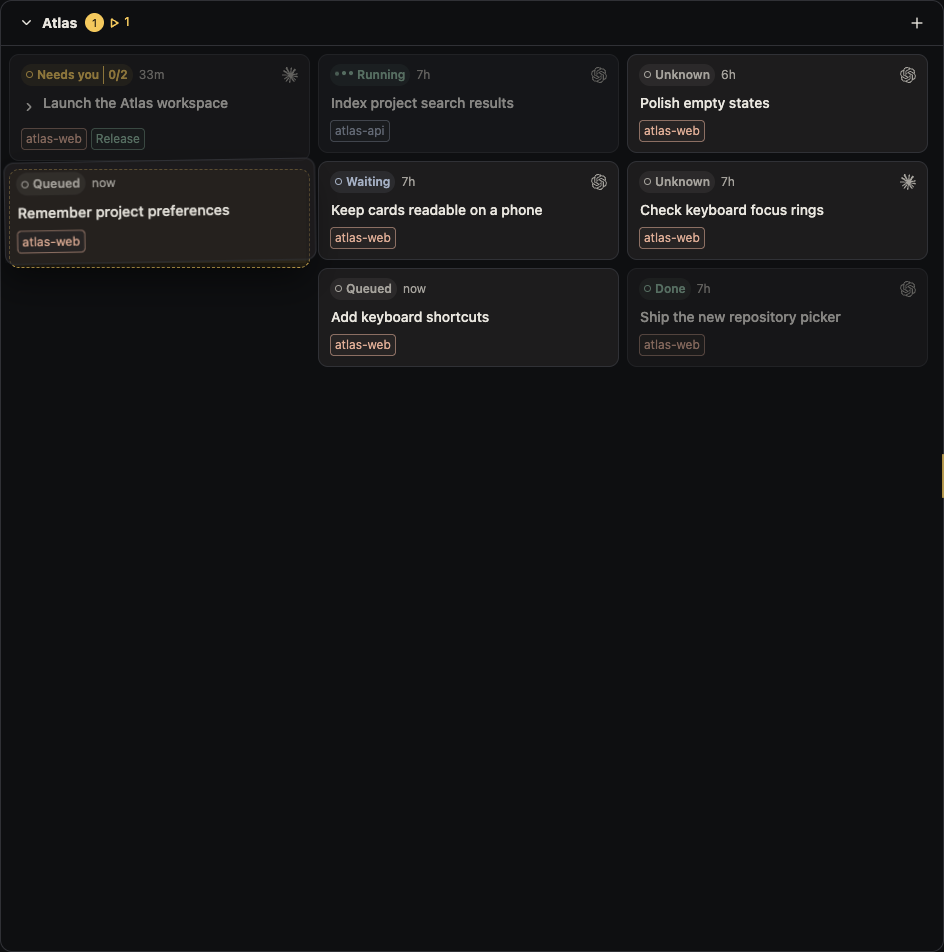 Atlas 1 1
Needs you 0/2 33m
Launch the Atlas workspace
atlas-web Release
Queued now
Remember project preferences
atlas-web
Running 7h
Index project search results
atlas-api
Waiting 7h
Keep cards readable on a phone
atlas-web
Queued now
Add keyboard shortcuts
atlas-web
Unknown 6h
Polish empty states
atlas-web
Unknown 7h
Check keyboard focus rings
atlas-web
Done 7h
Ship the new repository picker
atlas-web